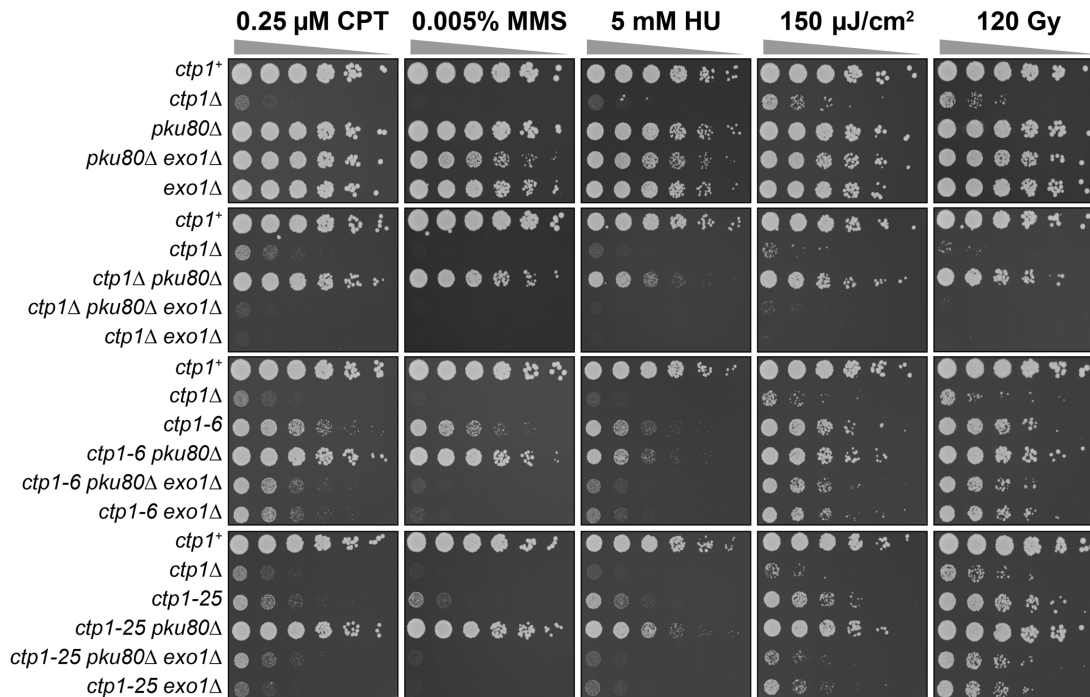 0.25 µM CPT 0.005% MMS 5 mM HU 150 µJ/cm² 120 Gy
ctp1⁺
ctp1Δ
pku80Δ
pku80Δ exo1Δ
exo1Δ
ctp1⁺
ctp1Δ
ctp1Δ pku80Δ
ctp1Δ pku80Δ exo1Δ
ctp1Δ exo1Δ
ctp1⁺
ctp1Δ
ctp1-6
ctp1-6 pku80Δ
ctp1-6 pku80Δ exo1Δ
ctp1-6 exo1Δ
ctp1⁺
ctp1Δ
ctp1-25
ctp1-25 pku80Δ
ctp1-25 pku80Δ exo1Δ
ctp1-25 exo1Δ